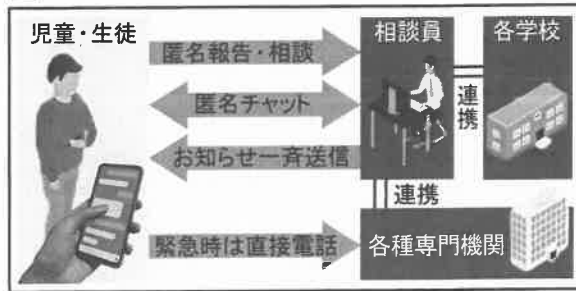 児童・生徒
匿名報告・相談
匿名チャット
お知らせ一斉送信
緊急時は直接電話
相談員
各学校
連携
連携
各種専門機関